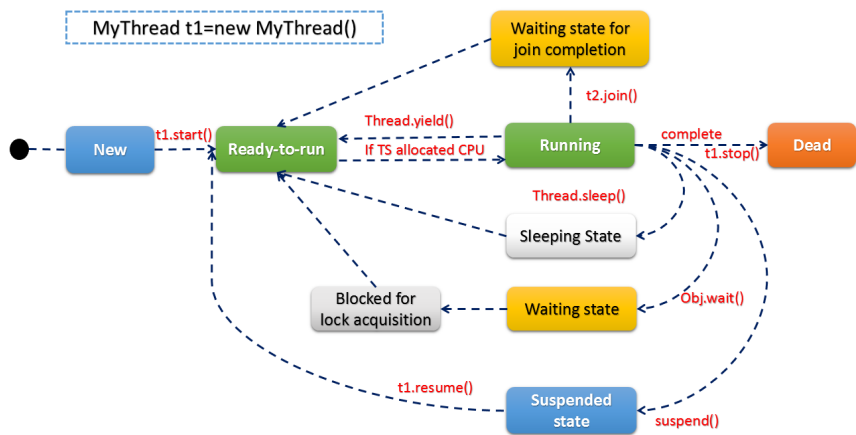 MyThread t1=new MyThread()
Waiting state for
join completion
t2.join()
t1.start()
Thread.yield()
complete
New
Ready-to-run
If TS allocated CPU
Running
t1.stop()
Dead
Thread.sleep()
Sleeping State
Blocked for
lock acquisition
Waiting state
Obj.wait()
t1.resume()
Suspended
state
suspend()